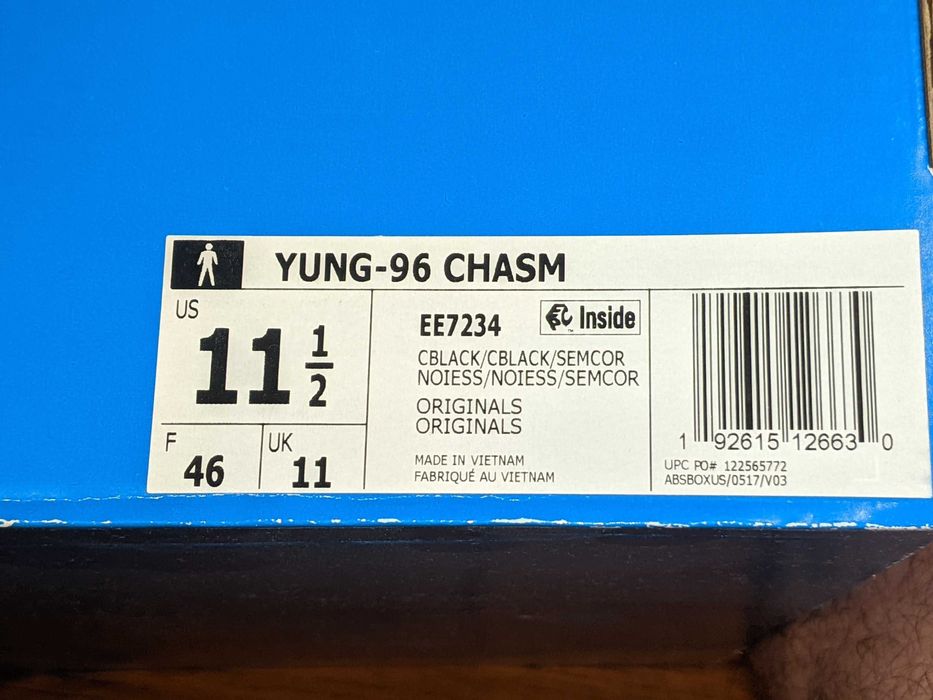 YUNG-96 CHASM
US
11 1/2
F
46
UK
11
EE7234
Inside
CBLACK/CBLACK/SEMCOR
NOIESS/NOIESS/SEMCOR
ORIGINALS
ORIGINALS
MADE IN VIETNAM
FABRIQUÉ AU VIETNAM
1 92615 12663 0
UPC PO# 122565772
ABSBOXUS/0517/V03